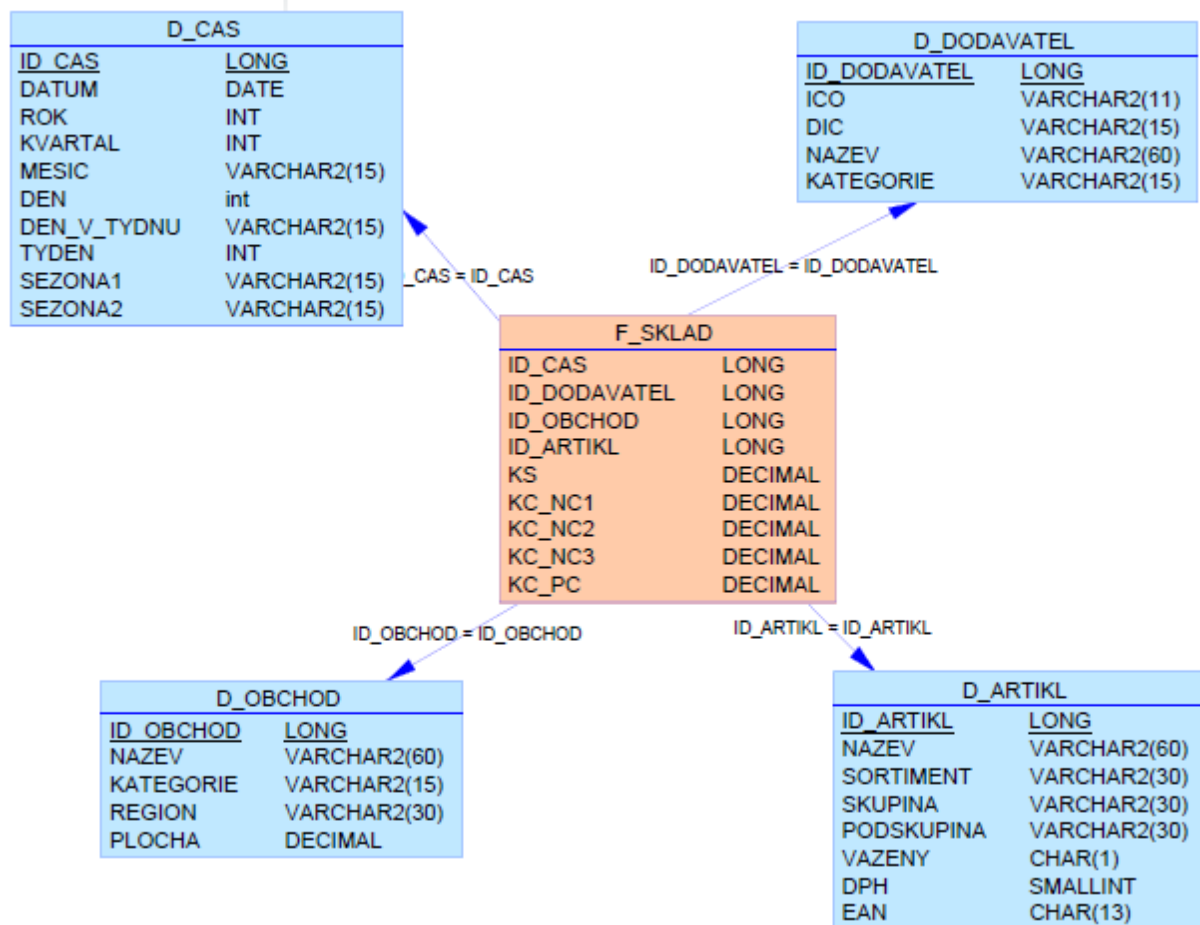 D_CAS
ID_CAS LONG
DATUM DATE
ROK INT
KVARTAL INT
MESIC VARCHAR2(15)
DEN int
DEN_V_TYDNU VARCHAR2(15)
TYDEN INT
SEZONA1 VARCHAR2(15)
SEZONA2 VARCHAR2(15)
D_DODAVATEL
ID_DODAVATEL LONG
ICO VARCHAR2(11)
DIC VARCHAR2(15)
NAZEV VARCHAR2(60)
KATEGORIE VARCHAR2(15)
_CAS = ID_CAS
ID_DODAVATEL = ID_DODAVATEL
F_SKLAD
ID_CAS LONG
ID_DODAVATEL LONG
ID_OBCHOD LONG
ID_ARTIKL LONG
KS DECIMAL
KC_NC1 DECIMAL
KC_NC2 DECIMAL
KC_NC3 DECIMAL
KC_PC DECIMAL
ID_OBCHOD = ID_OBCHOD
ID_ARTIKL = ID_ARTIKL
D_OBCHOD
ID_OBCHOD LONG
NAZEV VARCHAR2(60)
KATEGORIE VARCHAR2(15)
REGION VARCHAR2(30)
PLOCHA DECIMAL
D_ARTIKL
ID_ARTIKL LONG
NAZEV VARCHAR2(60)
SORTIMENT VARCHAR2(30)
SKUPINA VARCHAR2(30)
PODSKUPINA VARCHAR2(30)
VAZENY CHAR(1)
DPH SMALLINT
EAN CHAR(13)